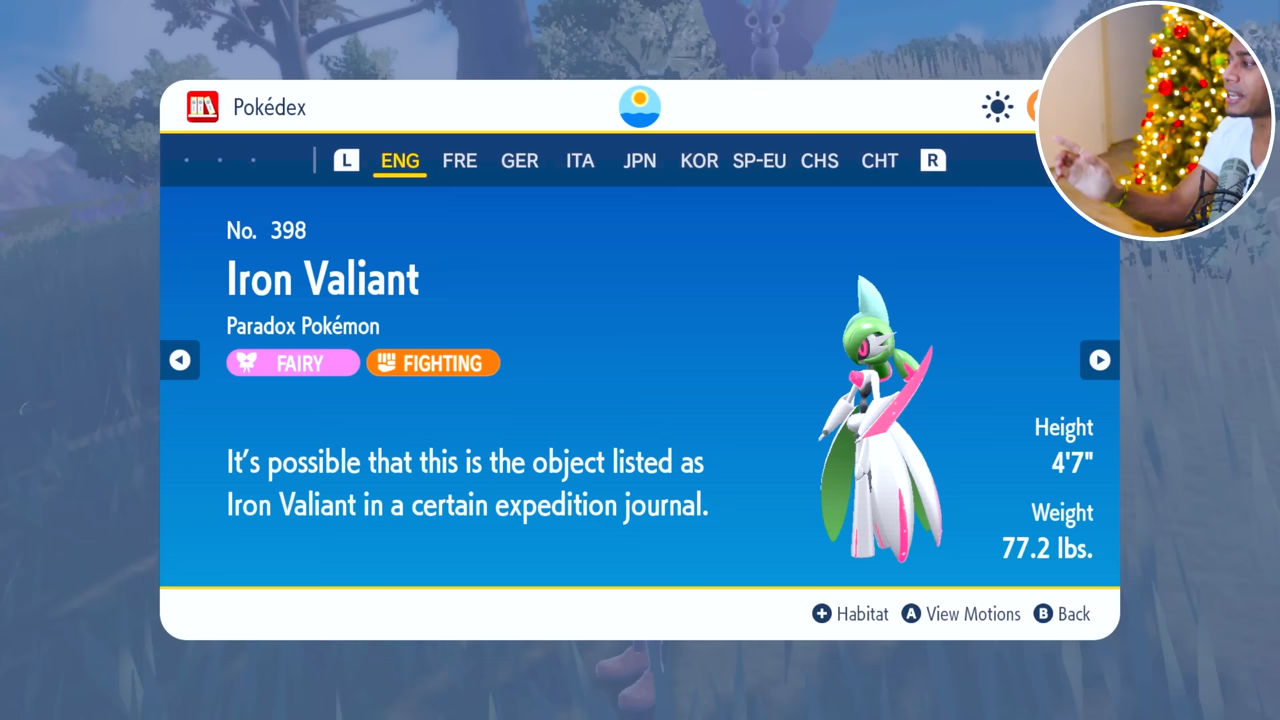 Pokédex
L ENG FRE GER ITA JPN KOR SP-EU CHS CHT R
No. 398
Iron Valiant
Paradox Pokémon
FAIRY FIGHTING
It's possible that this is the object listed as
Iron Valiant in a certain expedition journal.
Height
4'7"
Weight
77.2 lbs.
+ Habitat A View Motions B Back